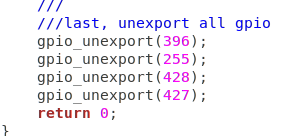 ///
///last, unexport all gpio
gpio_unexport(396);
gpio_unexport(255);
gpio_unexport(428);
gpio_unexport(427);
return 0;
}